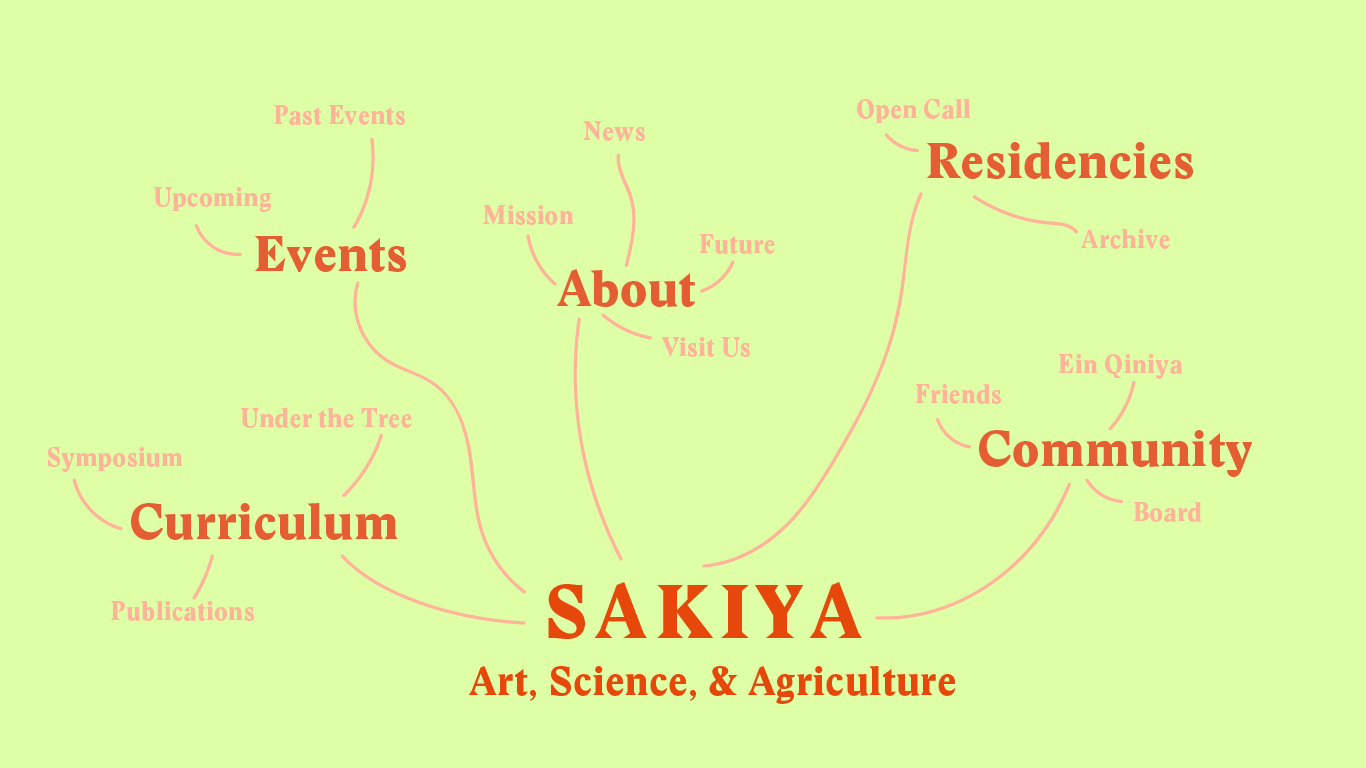 Past Events
Upcoming
Events
News
Mission
Future
About
Visit Us
Open Call
Residencies
Archive
Ein Qiniya
Friends
Community
Board
Under the Tree
Symposium
Curriculum
Publications
SAKIYA
Art, Science, & Agriculture